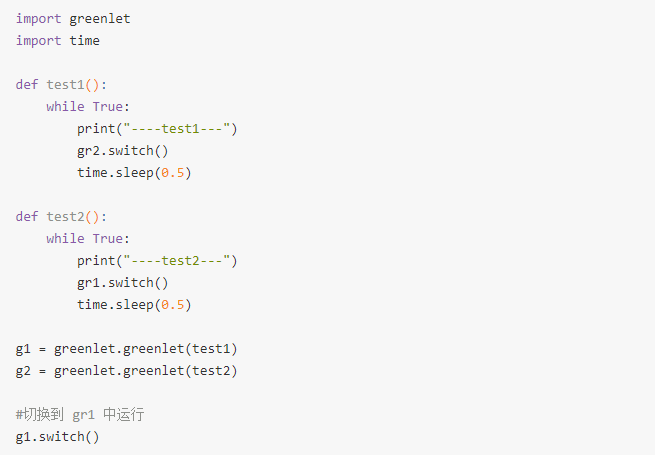 import greenlet
import time
def test1():
while True:
print("----test1---")
gr2.switch()
time.sleep(0.5)
def test2():
while True:
print("----test2---")
gr1.switch()
time.sleep(0.5)
g1 = greenlet.greenlet(test1)
g2 = greenlet.greenlet(test2)
#切换到 gr1 中运行
g1.switch()